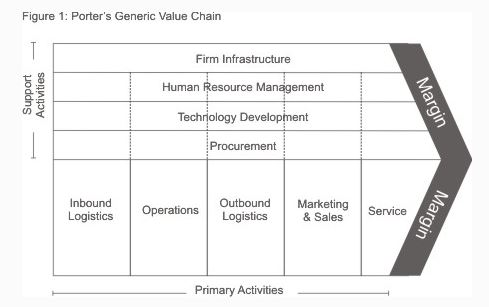 Figure 1: Porter's Generic Value Chain
Support
Activities
Firm Infrastructure
Human Resource Management
Technology Development
Procurement
Margin
Inbound
Logistics
Operations
Outbound
Logistics
Marketing
& Sales
Service
Margin
Primary Activities